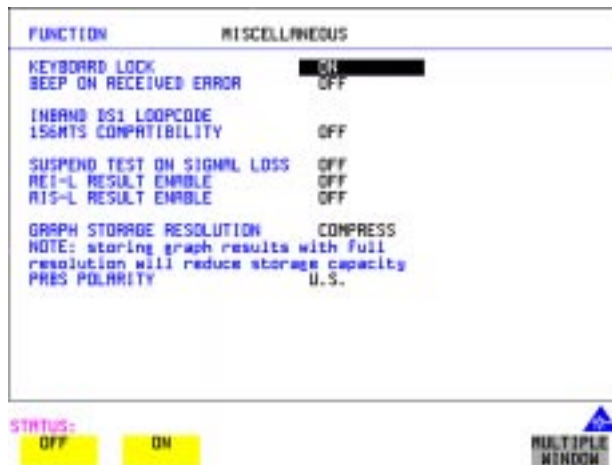 FUNCTION MISCELLANEOUS
KEYBOARD LOCK ON
BEEP ON RECEIVED ERROR OFF
INBAND DS1 LOOPCODE
156MTS COMPATIBILITY OFF
SUSPEND TEST ON SIGNAL LOSS OFF
REI-L RESULT ENABLE OFF
AIS-L RESULT ENABLE OFF
GRAPH STORAGE RESOLUTION COMPRESS
NOTE: storing graph results with full
resolution will reduce storage capacity
PRBS POLARITY U.S.
STATUS:
OFF ON MULTIPLE
WINDOW